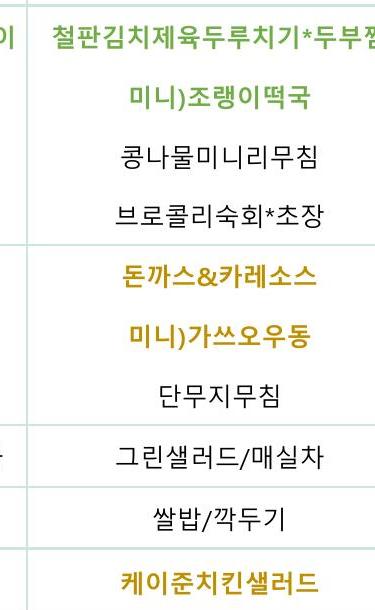 이
철판김치제육두루치기*두부찜
미니)조랭이떡국
콩나물미니리무침
브로콜리숙회*초장
돈까스&카레소스
미니)가쓰오우동
단무지무침
그린샐러드/매실차
쌀밥/깍두기
케이준치킨샐러드